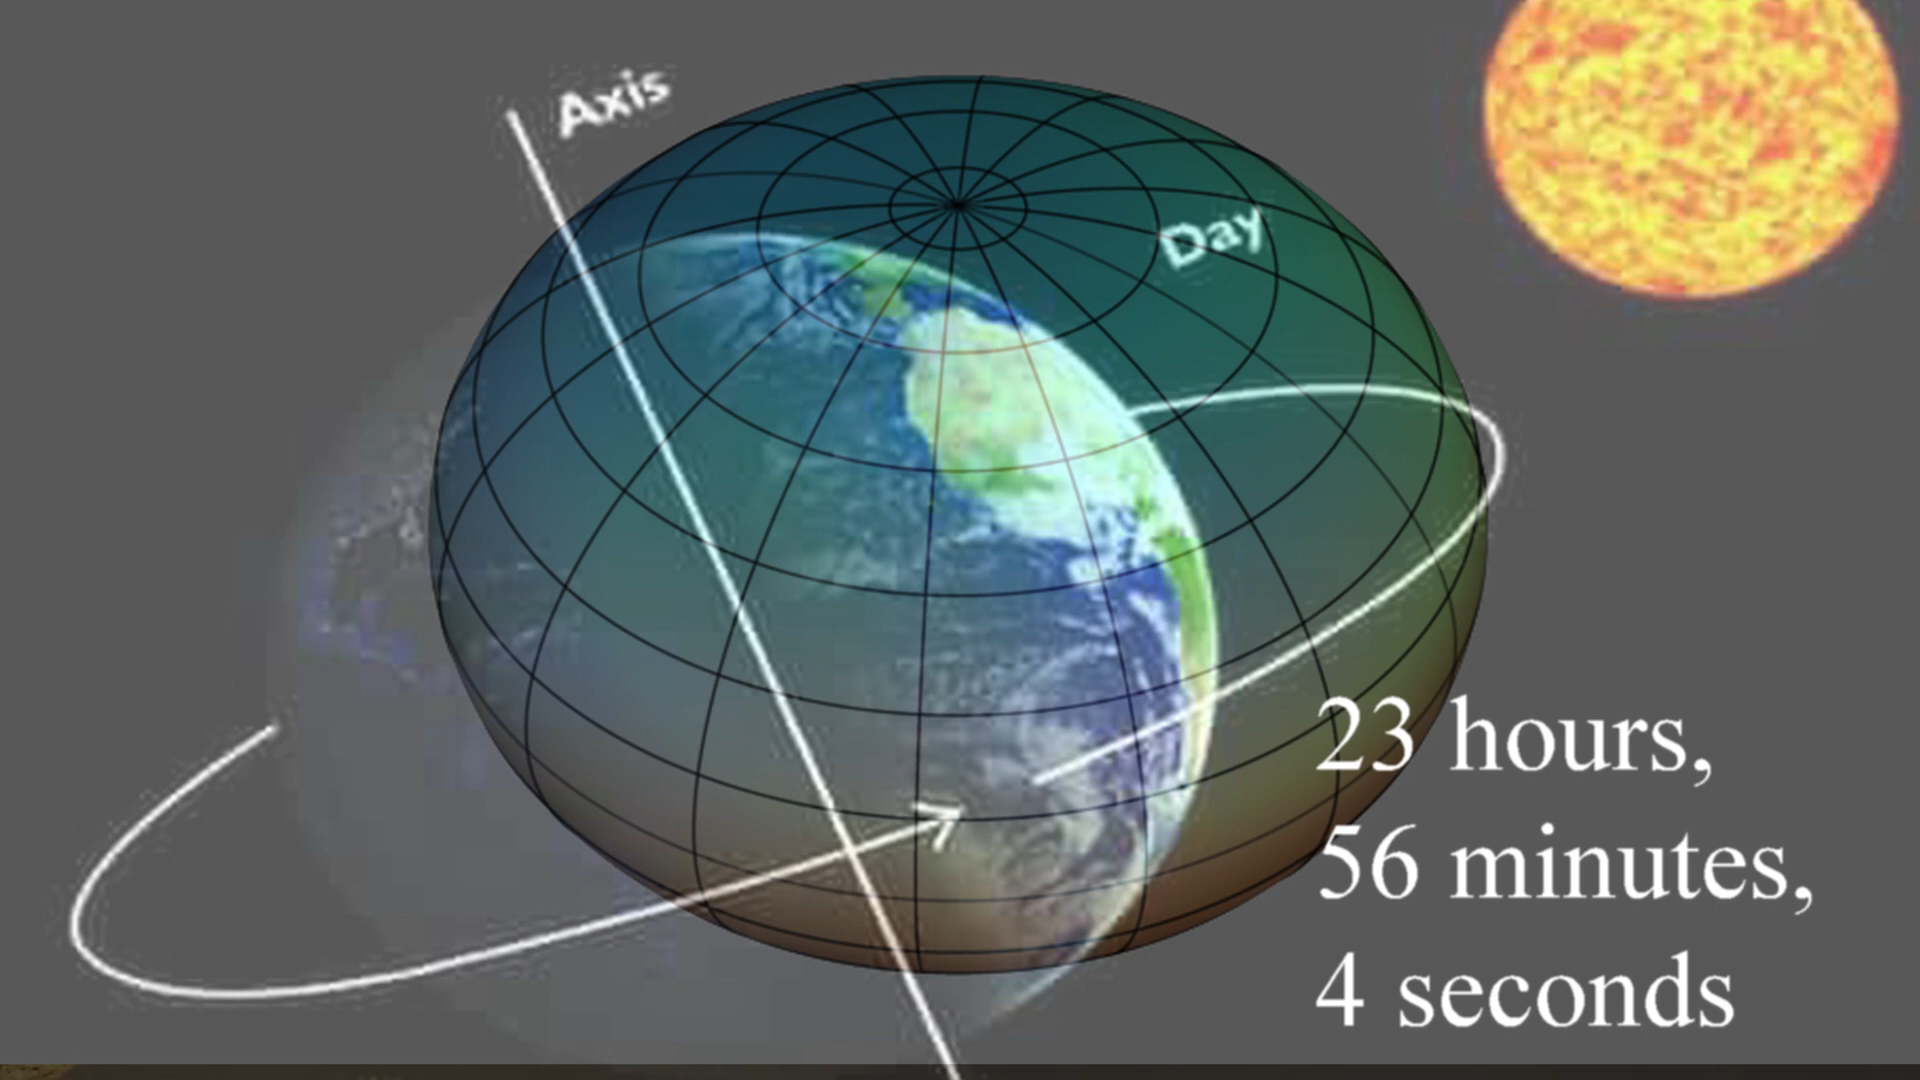 Axis
Day
23 hours,
56 minutes,
4 seconds